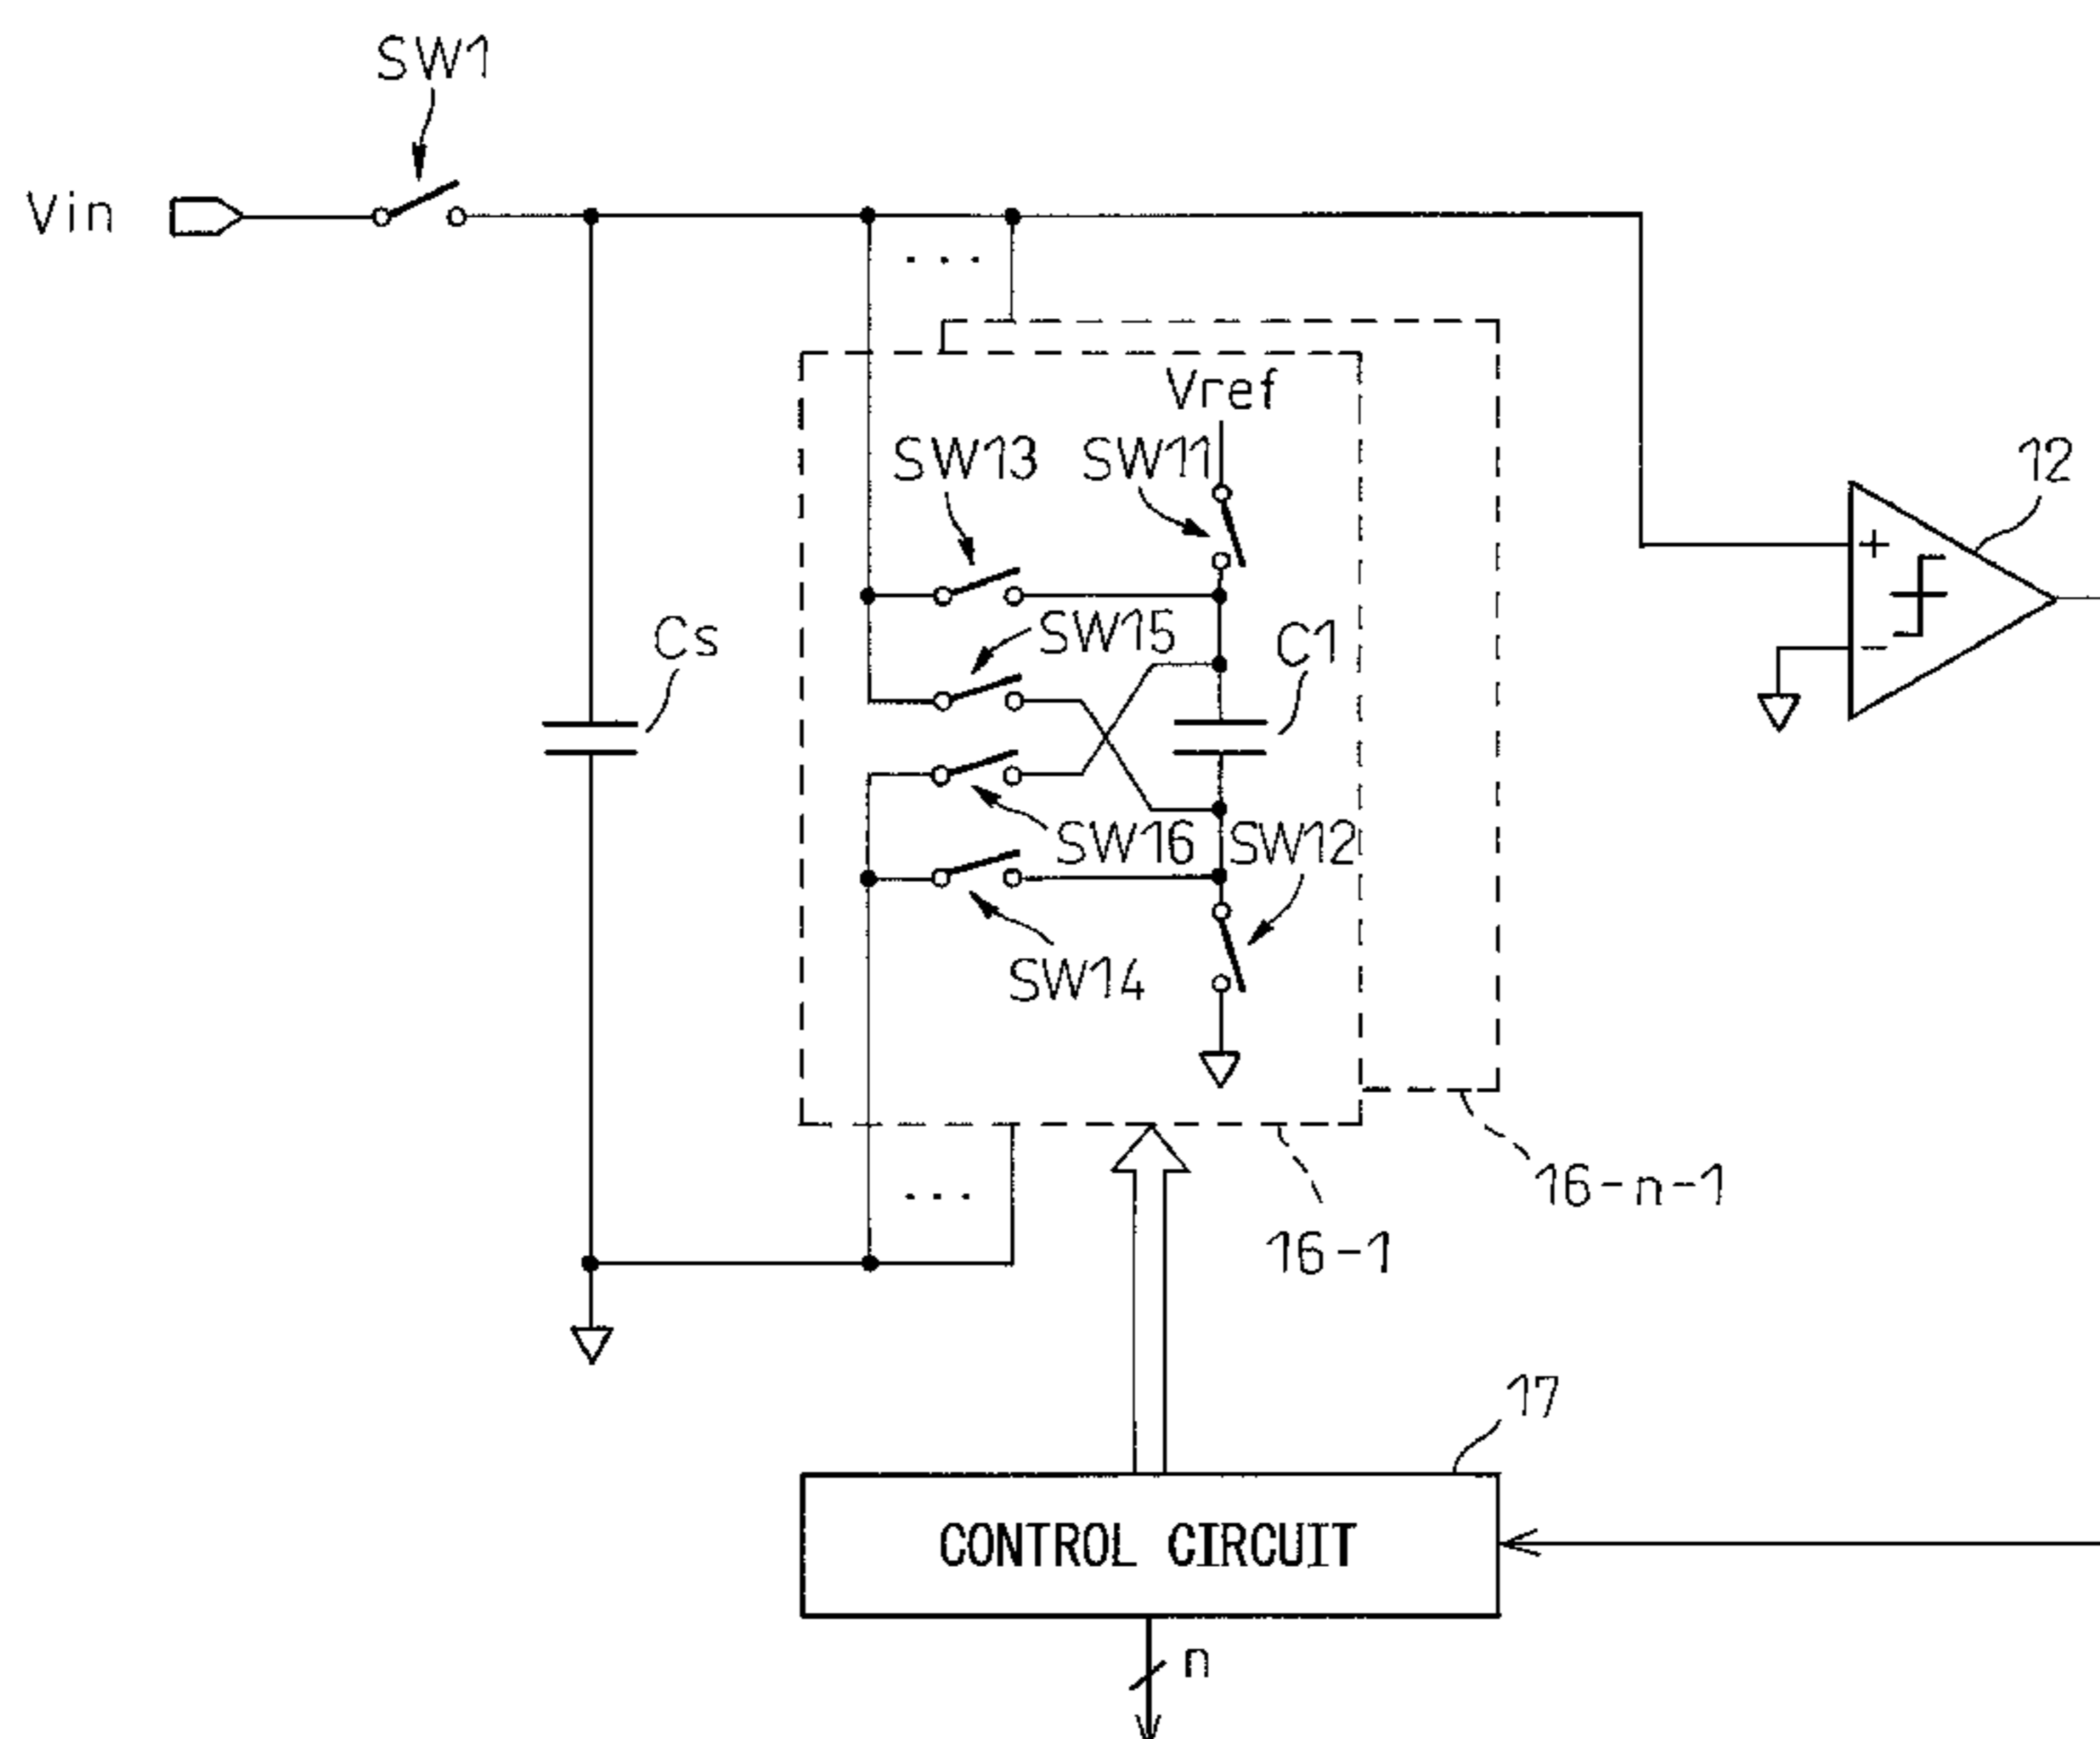 SW1
Vin
. . .
Vref
SW13
SW11
12
SW15
C1
Cs
+
−
SW16
SW12
SW14
16-n-1
. . .
16-1
17
CONTROL CIRCUIT
n